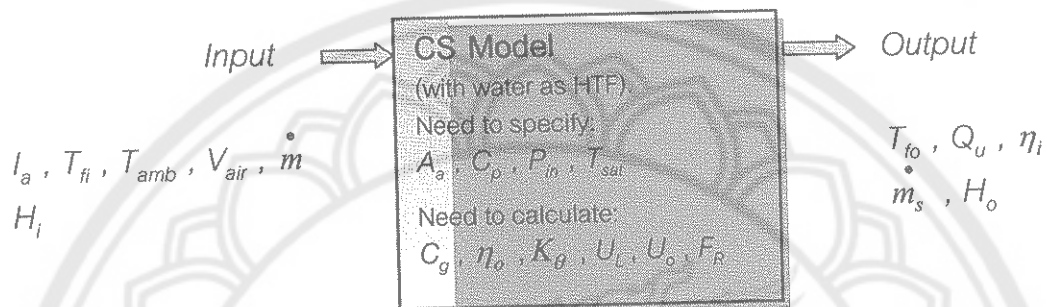 Input
CS Model
Output
(with water as HTF).
Need to specify:
I_a , T_fi , T_amb , V_air , ṁ
A_a , C_p , P_in , T_sat
T_fo , Q_u , η_i
H_i
ṁ_s , H_o
Need to calculate:
C_g , η_o , K_θ , U_L , U_o , F_R